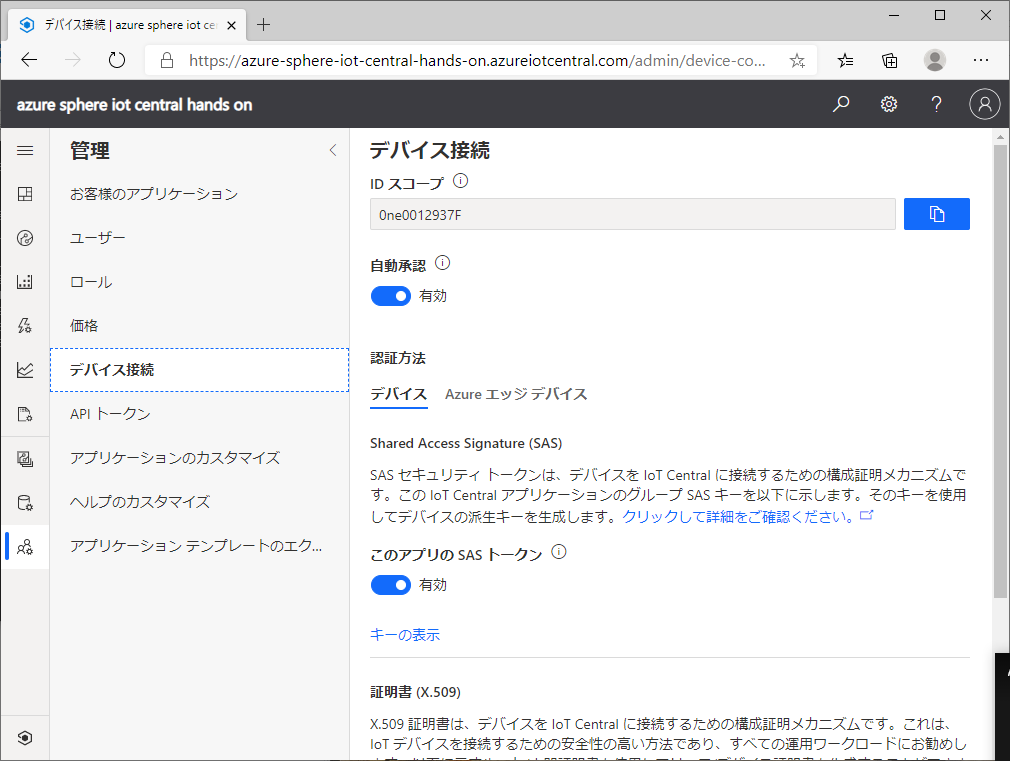 デバイス接続 | azure sphere iot ce
https://azure-sphere-iot-central-hands-on.azureiotcentral.com/admin/device-co...
azure sphere iot central hands on
管理
お客様のアプリケーション
ユーザー
ロール
価格
デバイス接続
API トークン
アプリケーションのカスタマイズ
ヘルプのカスタマイズ
アプリケーション テンプレートのエク...
デバイス接続
ID スコープ
0ne0012937F
自動承認
有効
認証方法
デバイス Azure エッジ デバイス
Shared Access Signature (SAS)
SAS セキュリティ トークンは、デバイスを IoT Central に接続するための構成証明メカニズムで
す。この IoT Central アプリケーションのグループ SAS キーを以下に示します。そのキーを使用
してデバイスの派生キーを生成します。クリックして詳細をご確認ください。
このアプリの SAS トークン
有効
キーの表示
証明書 (X.509)
X.509 証明書は、デバイスを IoT Central に接続するための構成証明メカニズムです。これは、
IoT デバイスを接続するための安全性の高い方法であり、すべての運用ワークロードにお勧めし